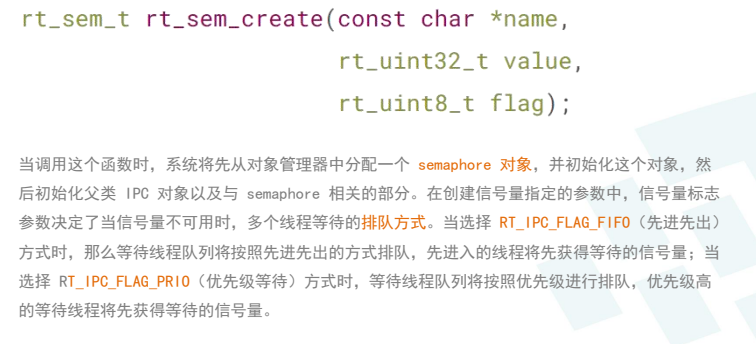 rt_sem_t rt_sem_create(const char *name,
rt_uint32_t value,
rt_uint8_t flag);
当调用这个函数时，系统将先从对象管理器中分配一个 semaphore 对象，并初始化这个对象，然
后初始化父类 IPC 对象以及与 semaphore 相关的部分。在创建信号量指定的参数中，信号量标志
参数决定了当信号量不可用时，多个线程等待的排队方式。当选择 RT_IPC_FLAG_FIFO（先进先出）
方式时，那么等待线程队列将按照先进先出的方式排队，先进入的线程将先获得等待的信号量；当
选择 RT_IPC_FLAG_PRIO（优先级等待）方式时，等待线程队列将按照优先级进行排队，优先级高
的等待线程将先获得等待的信号量。